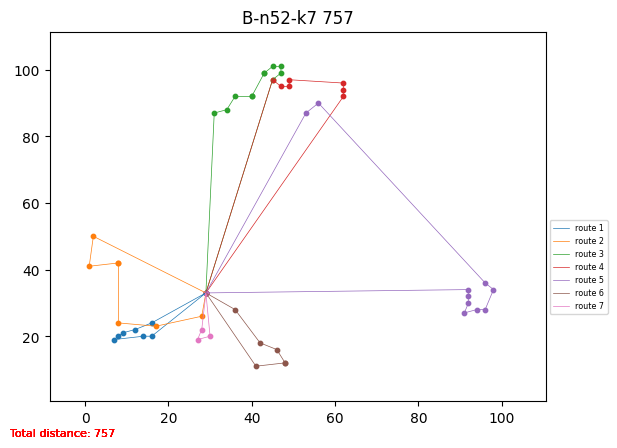 B-n52-k7 757
100
80
60
40
20
0
20
40
60
80
100
route 1
route 2
route 3
route 4
route 5
route 6
route 7
Total distance: 757